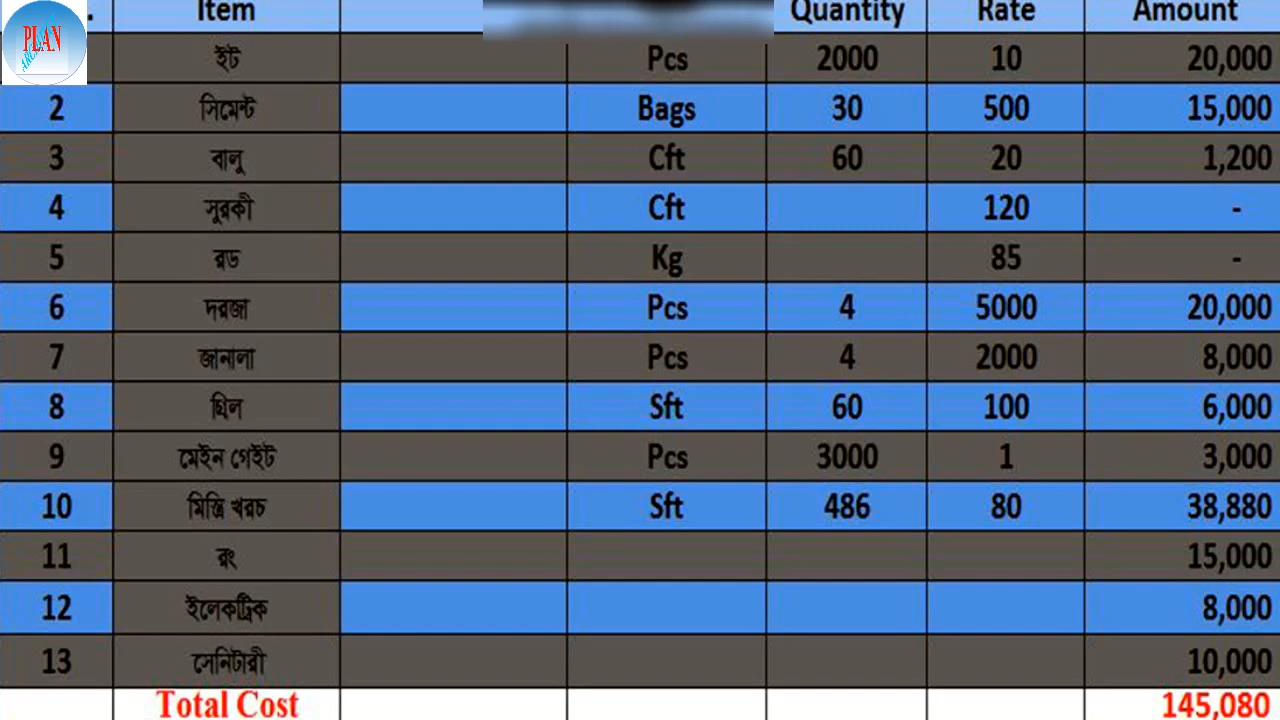 . Item Quantity Rate Amount
PLAN
ইট Pcs 2000 10 20,000
2 সিমেন্ট Bags 30 500 15,000
3 বালু Cft 60 20 1,200
4 সুরকী Cft 120 -
5 রড Kg 85 -
6 দরজা Pcs 4 5000 20,000
7 জানালা Pcs 4 2000 8,000
8 গ্রিল Sft 60 100 6,000
9 মেইন গেইট Pcs 3000 1 3,000
10 মিস্ত্রি খরচ Sft 486 80 38,880
11 রং 15,000
12 ইলেকট্রিক 8,000
13 সেনিটারী 10,000
Total Cost 145,080